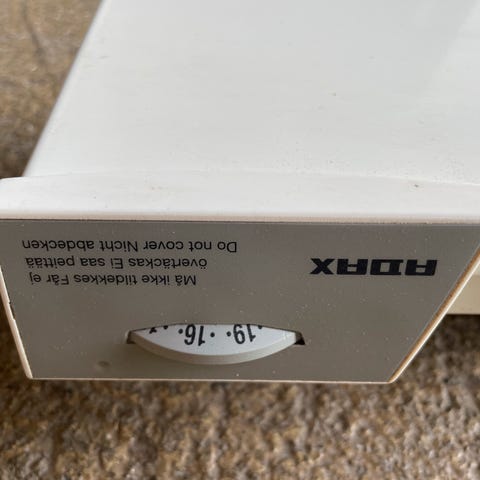 19 · 16
ADAX
Må ikke tildekkes Får ej
övertäckas Ei saa peittää
Do not cover Nicht abdecken